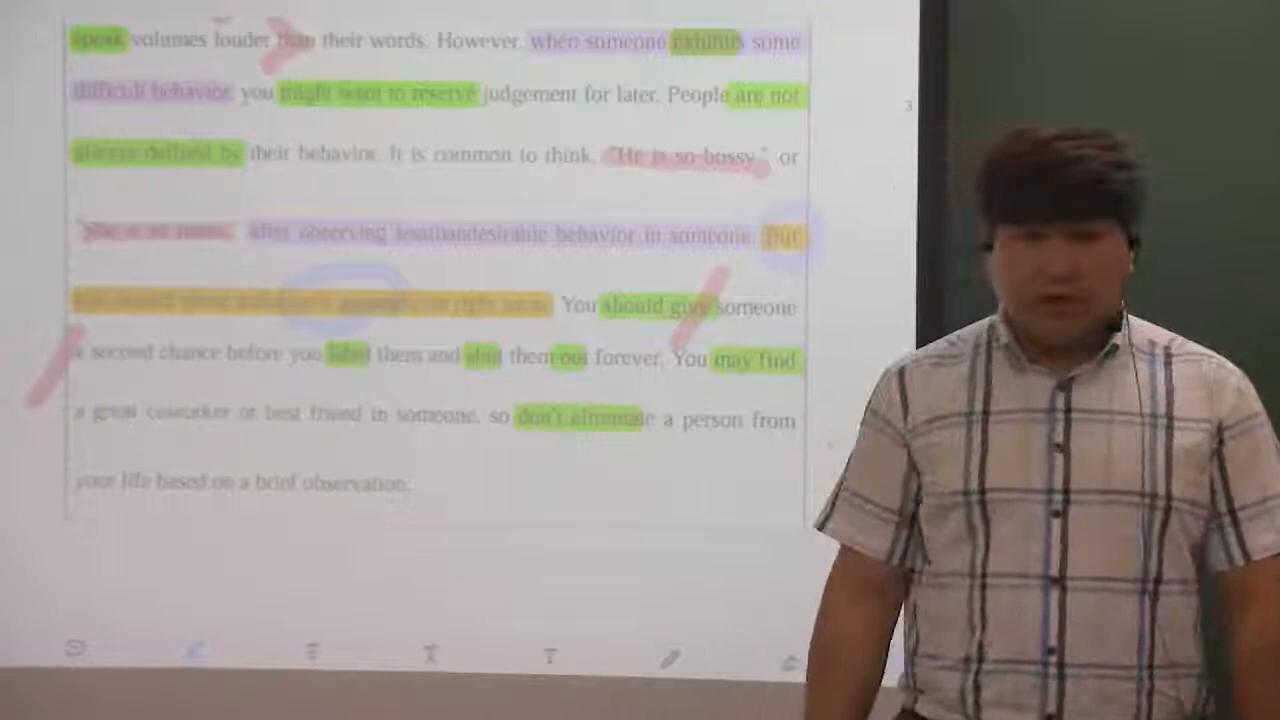 speak volumes louder than their words. However, when someone exhibits some
difficult behavior, you might want to reserve judgement for later. People are not
always defined by their behavior. It is common to think, "He is so bossy," or
after observing lessthandesirable behavior in someone. But
right away. You should give someone
a second chance before you label them and shut them out forever. You may find
a great coworker or best friend in someone, so don't eliminate a person from
your life based on a brief observation.
3